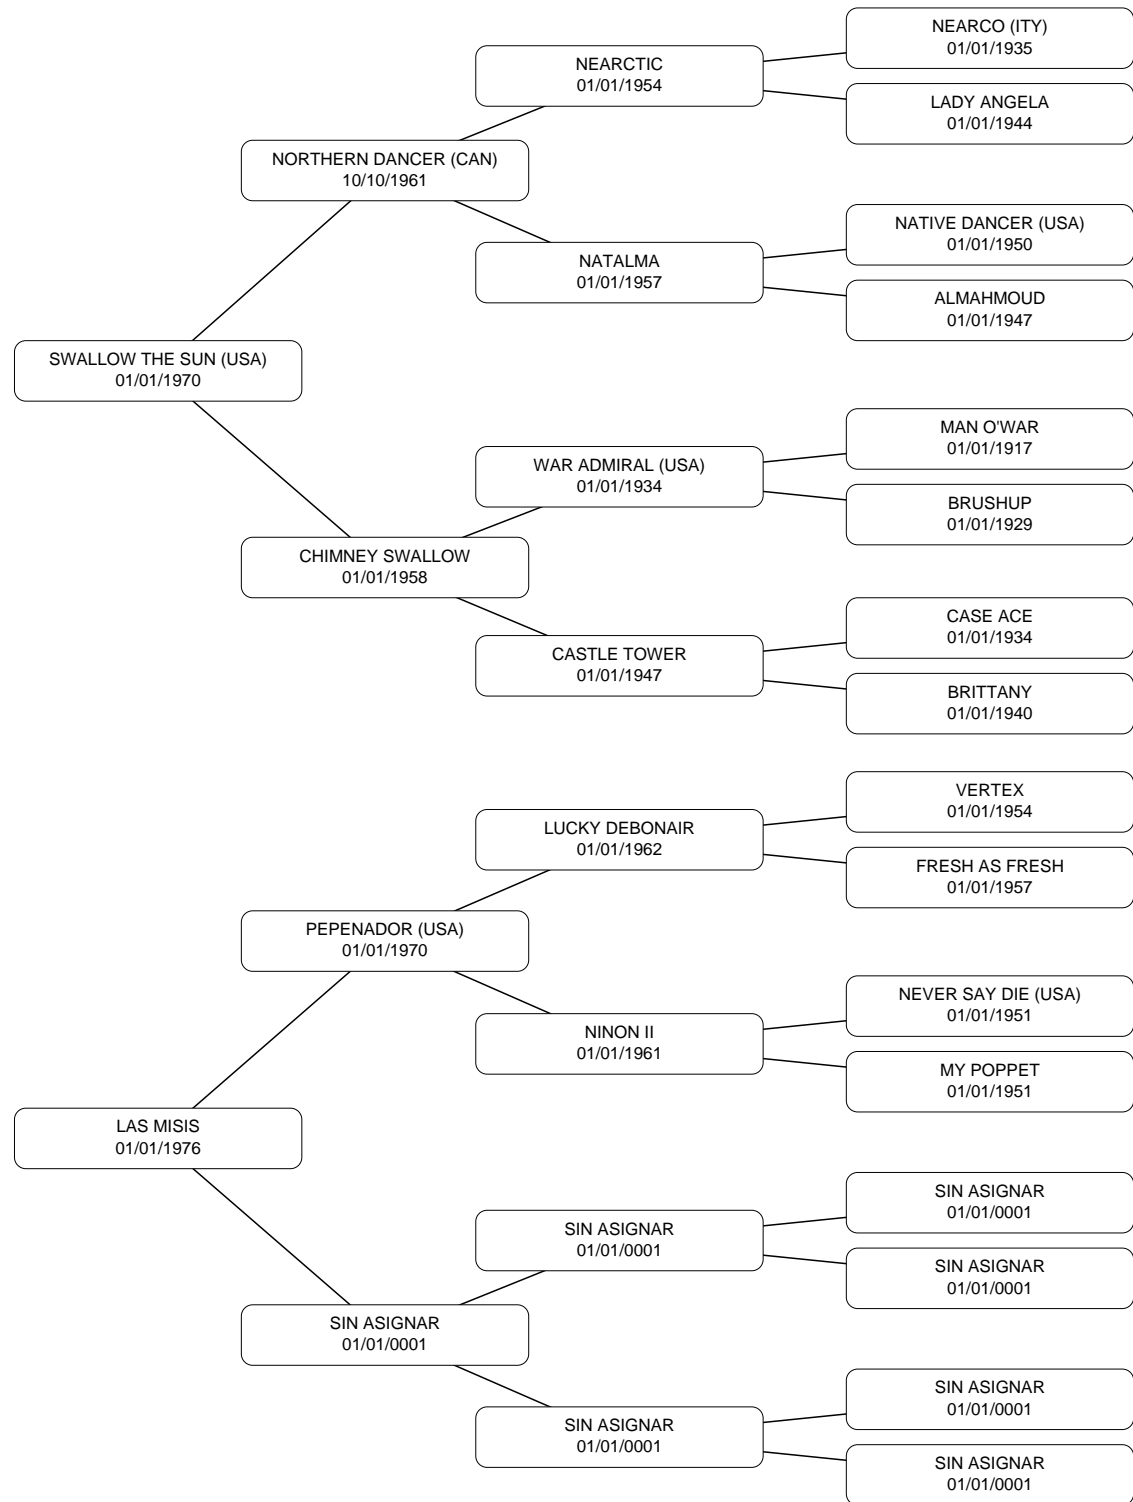 NEARCO (ITY)
01/01/1935
NEARCTIC
01/01/1954
LADY ANGELA
01/01/1944
NORTHERN DANCER (CAN)
10/10/1961
NATIVE DANCER (USA)
01/01/1950
NATALMA
01/01/1957
ALMAHMOUD
01/01/1947
SWALLOW THE SUN (USA)
01/01/1970
MAN O'WAR
01/01/1917
WAR ADMIRAL (USA)
01/01/1934
BRUSHUP
01/01/1929
CHIMNEY SWALLOW
01/01/1958
CASE ACE
01/01/1934
CASTLE TOWER
01/01/1947
BRITTANY
01/01/1940
VERTEX
01/01/1954
LUCKY DEBONAIR
01/01/1962
FRESH AS FRESH
01/01/1957
PEPENADOR (USA)
01/01/1970
NEVER SAY DIE (USA)
01/01/1951
NINON II
01/01/1961
MY POPPET
01/01/1951
LAS MISIS
01/01/1976
SIN ASIGNAR
01/01/0001
SIN ASIGNAR
01/01/0001
SIN ASIGNAR
01/01/0001
SIN ASIGNAR
01/01/0001
SIN ASIGNAR
01/01/0001
SIN ASIGNAR
01/01/0001
SIN ASIGNAR
01/01/0001